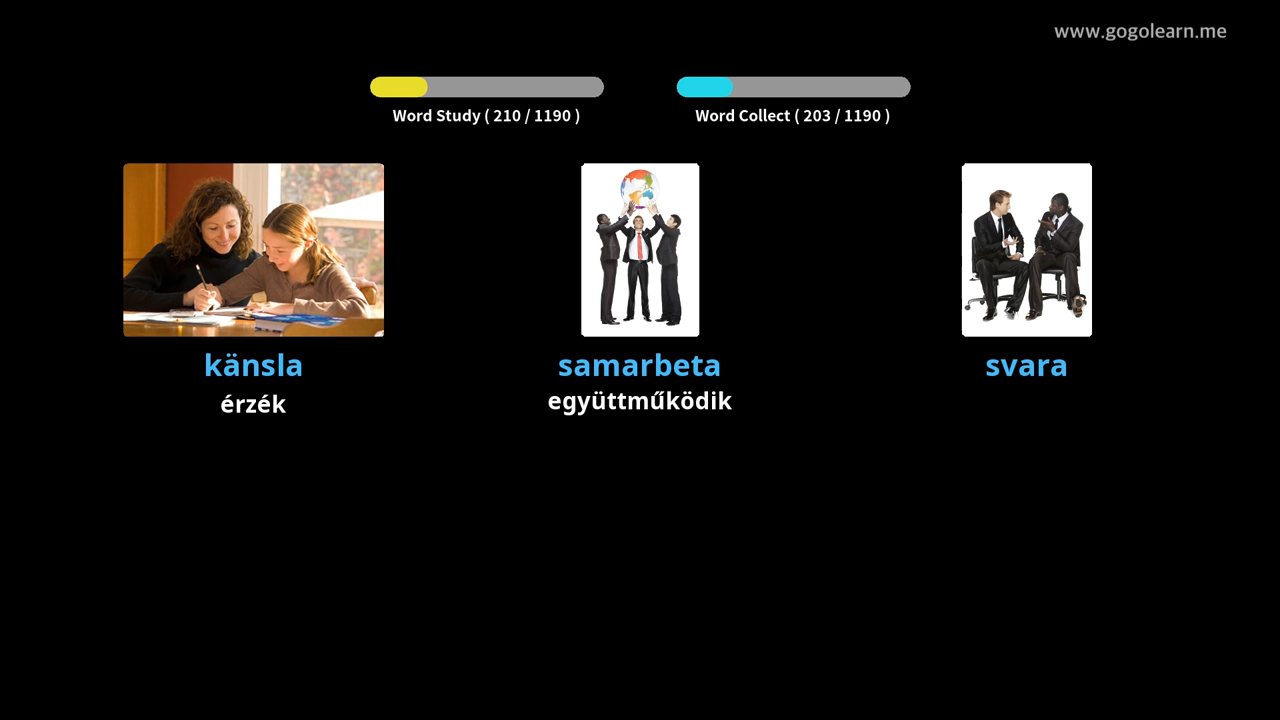 www.gogolearn.me
Word Study ( 210 / 1190 )
Word Collect ( 203 / 1190 )
känsla
samarbeta
svara
érzék
együttműködik